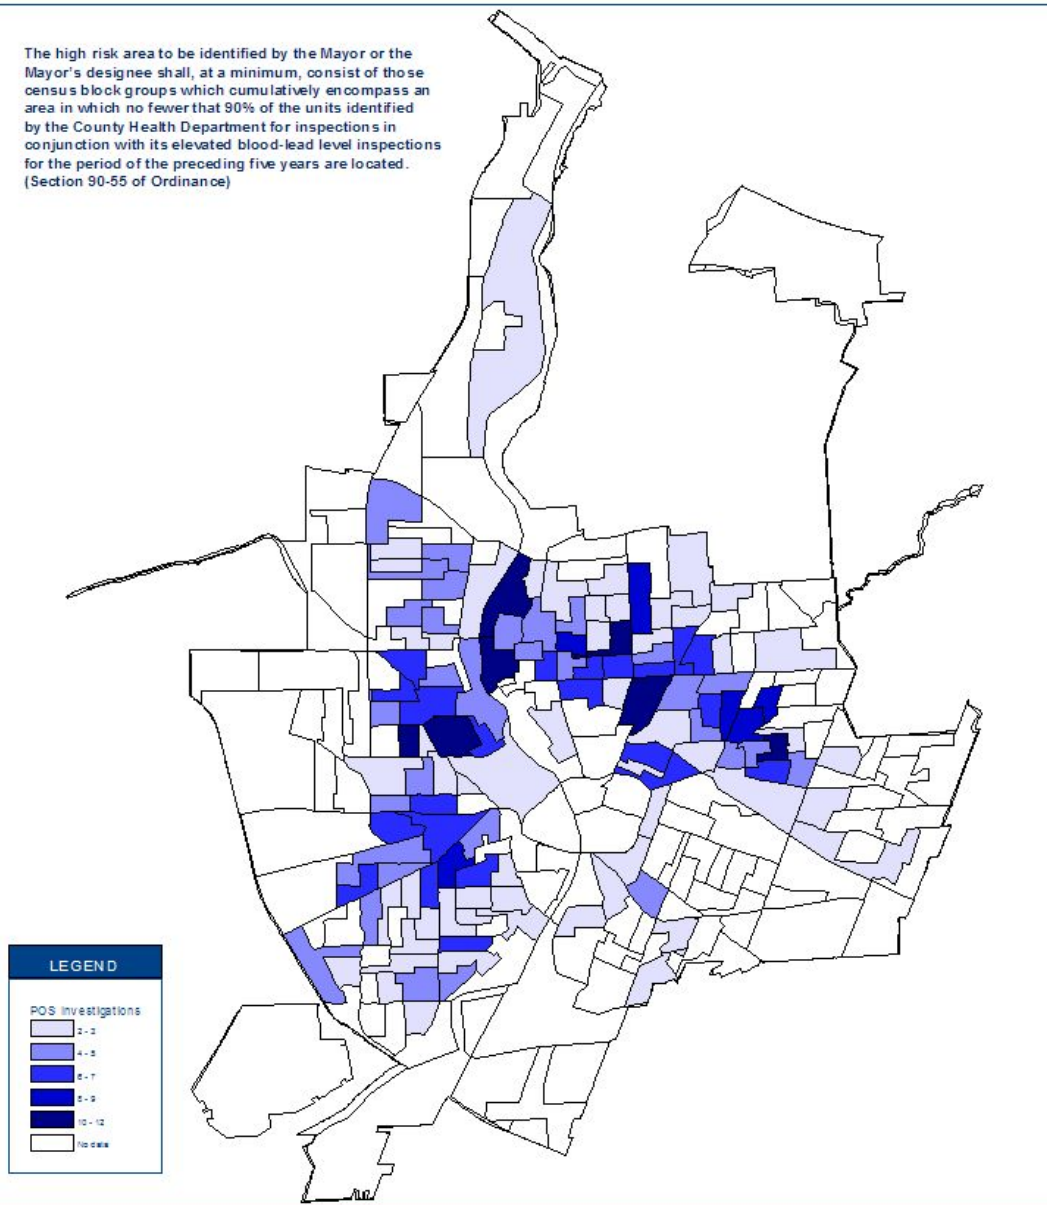 The high risk area to be identified by the Mayor or the
Mayor's designee shall, at a minimum, consist of those
census block groups which cumulatively encompass an
area in which no fewer that 90% of the units identified
by the County Health Department for inspections in
conjunction with its elevated blood-lead level inspections
for the period of the preceding five years are located.
(Section 90-55 of Ordinance)
LEGEND
POS Investigations
2 - 3
4 - 5
6 - 7
8 - 9
10 - 12
No data